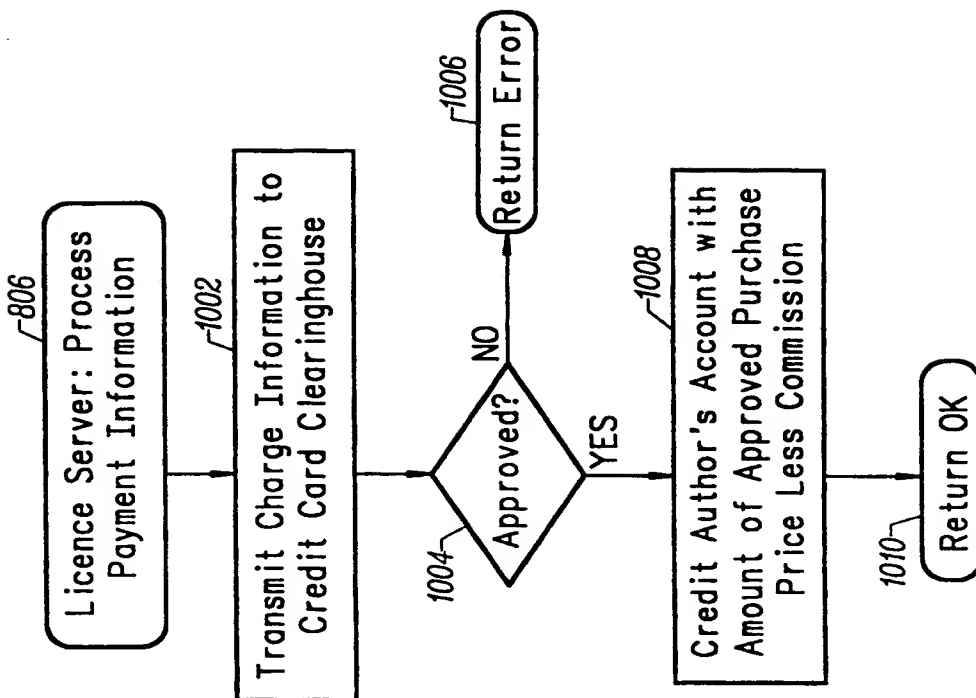 806
Licence Server: Process
Payment Information
1002
Transmit Charge Information to
Credit Card Clearinghouse
1004
Approved?
NO
1006
Return Error
YES
1008
Credit Author's Account with
Amount of Approved Purchase
Price Less Commission
1010
Return OK